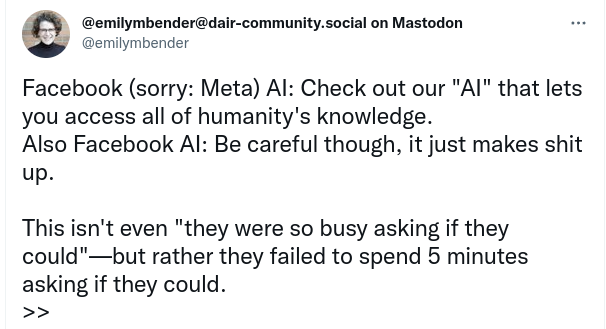 @emilymbender@dair-community.social on Mastodon
@emilymbender
Facebook (sorry: Meta) AI: Check out our "AI" that lets
you access all of humanity's knowledge.
Also Facebook AI: Be careful though, it just makes shit
up.
This isn't even "they were so busy asking if they
could"—but rather they failed to spend 5 minutes
asking if they could.
>>